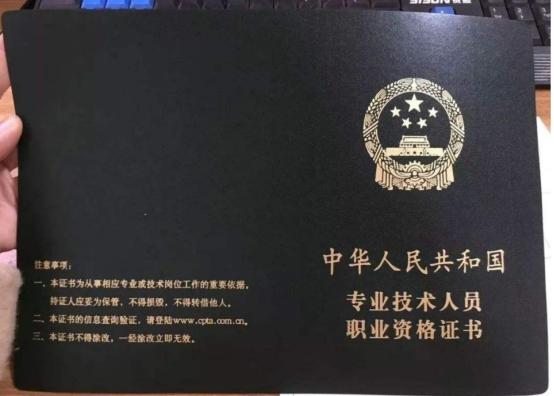 中华人民共和国
专业技术人员
职业资格证书
注意事项：
一、本证书为从事相应专业或技术岗位工作的重要依据，
持证人应妥为保管，不得损毁，不得转借他人。
二、本证书的信息查询验证，请登陆www.cpta.com.cn。
三、本证书不得涂改，一经涂改立即无效。